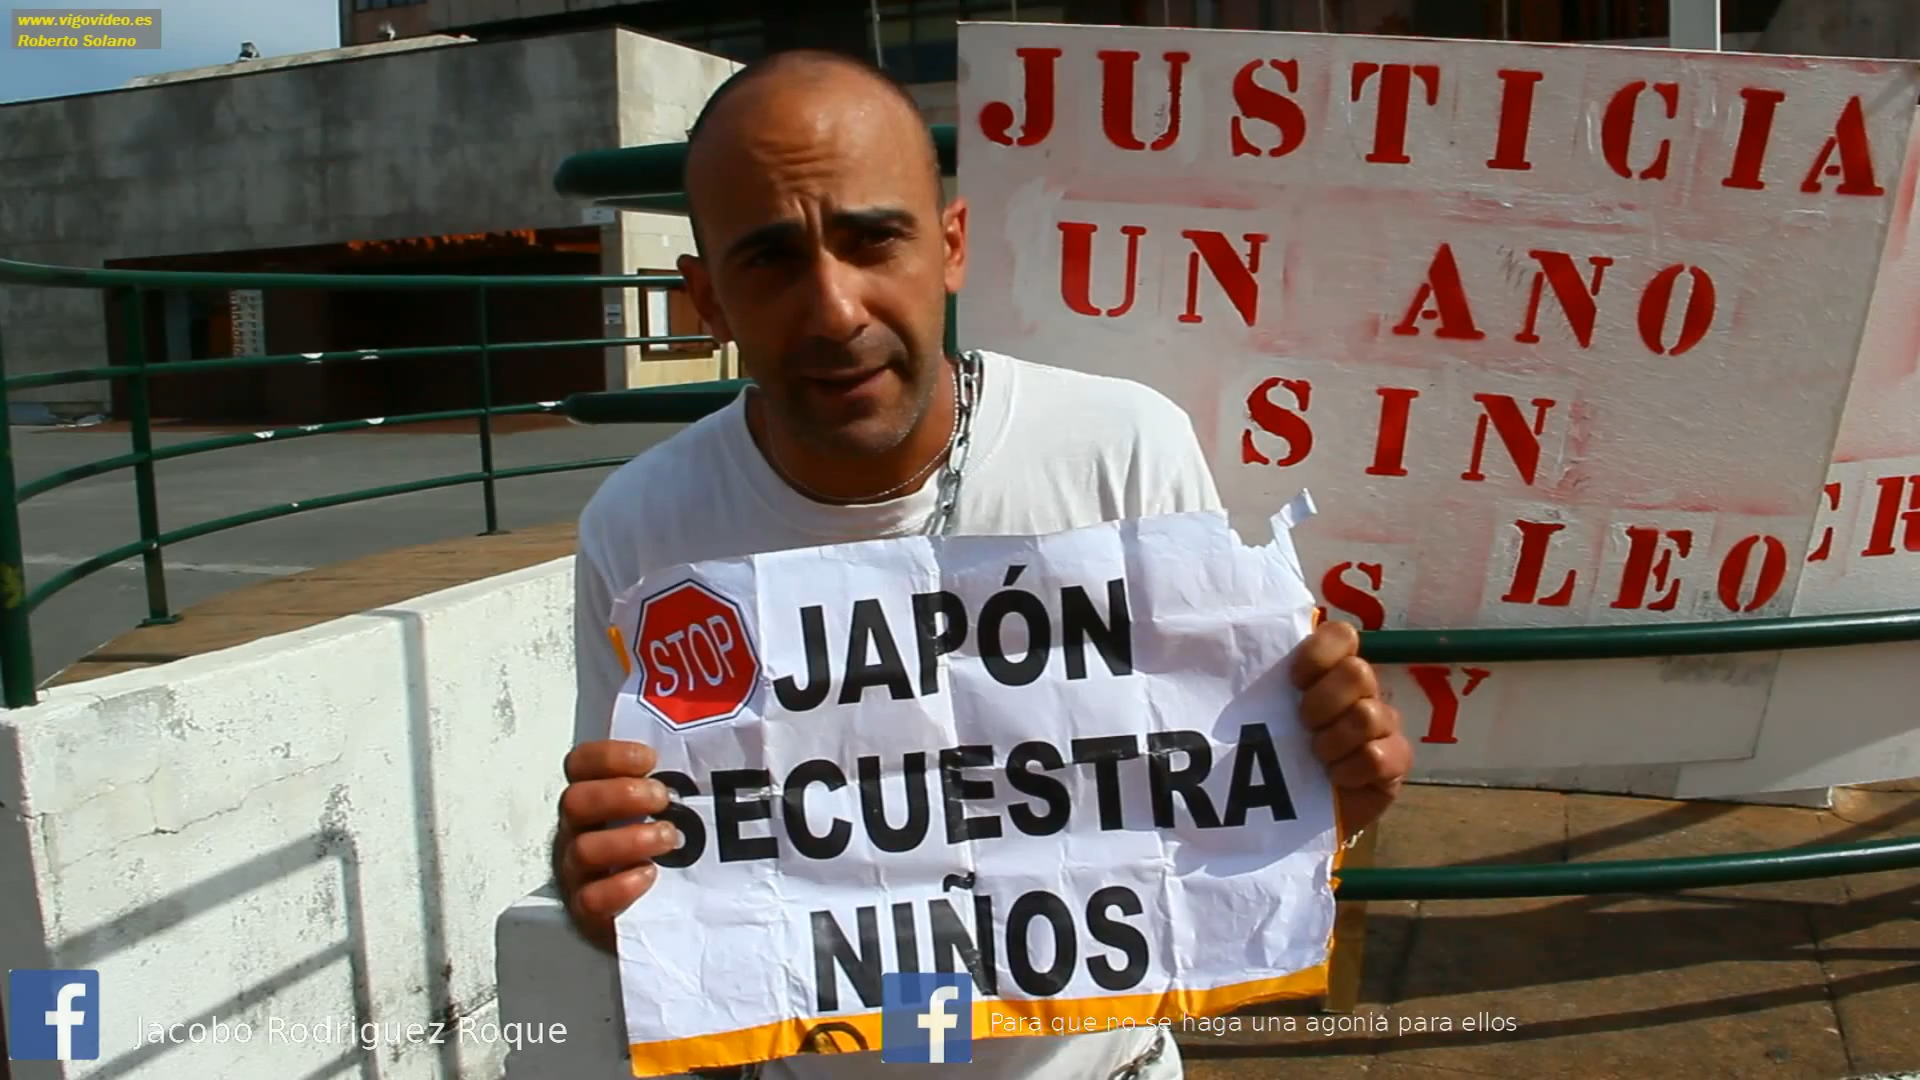 www.vigovideo.es
Roberto Solano
JUSTICIA
UN ANO
SIN
S LEO
Y
STOP
JAPÓN
SECUESTRA
NIÑOS
Jacobo Rodriguez Roque
Para que no se haga una agonia para ellos